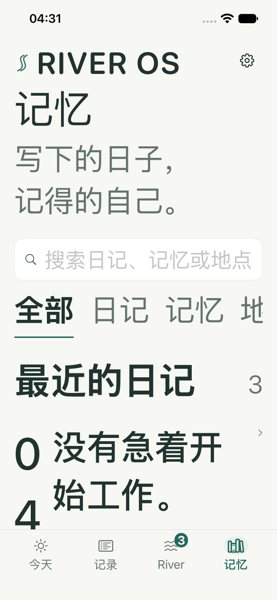 04:31
RIVER OS
记忆
写下的日子，
记得的自己。
搜索日记、记忆或地点
全部 日记 记忆 地
最近的日记 3
04 没有急着开
始工作。
3
今天 记录 River 记忆